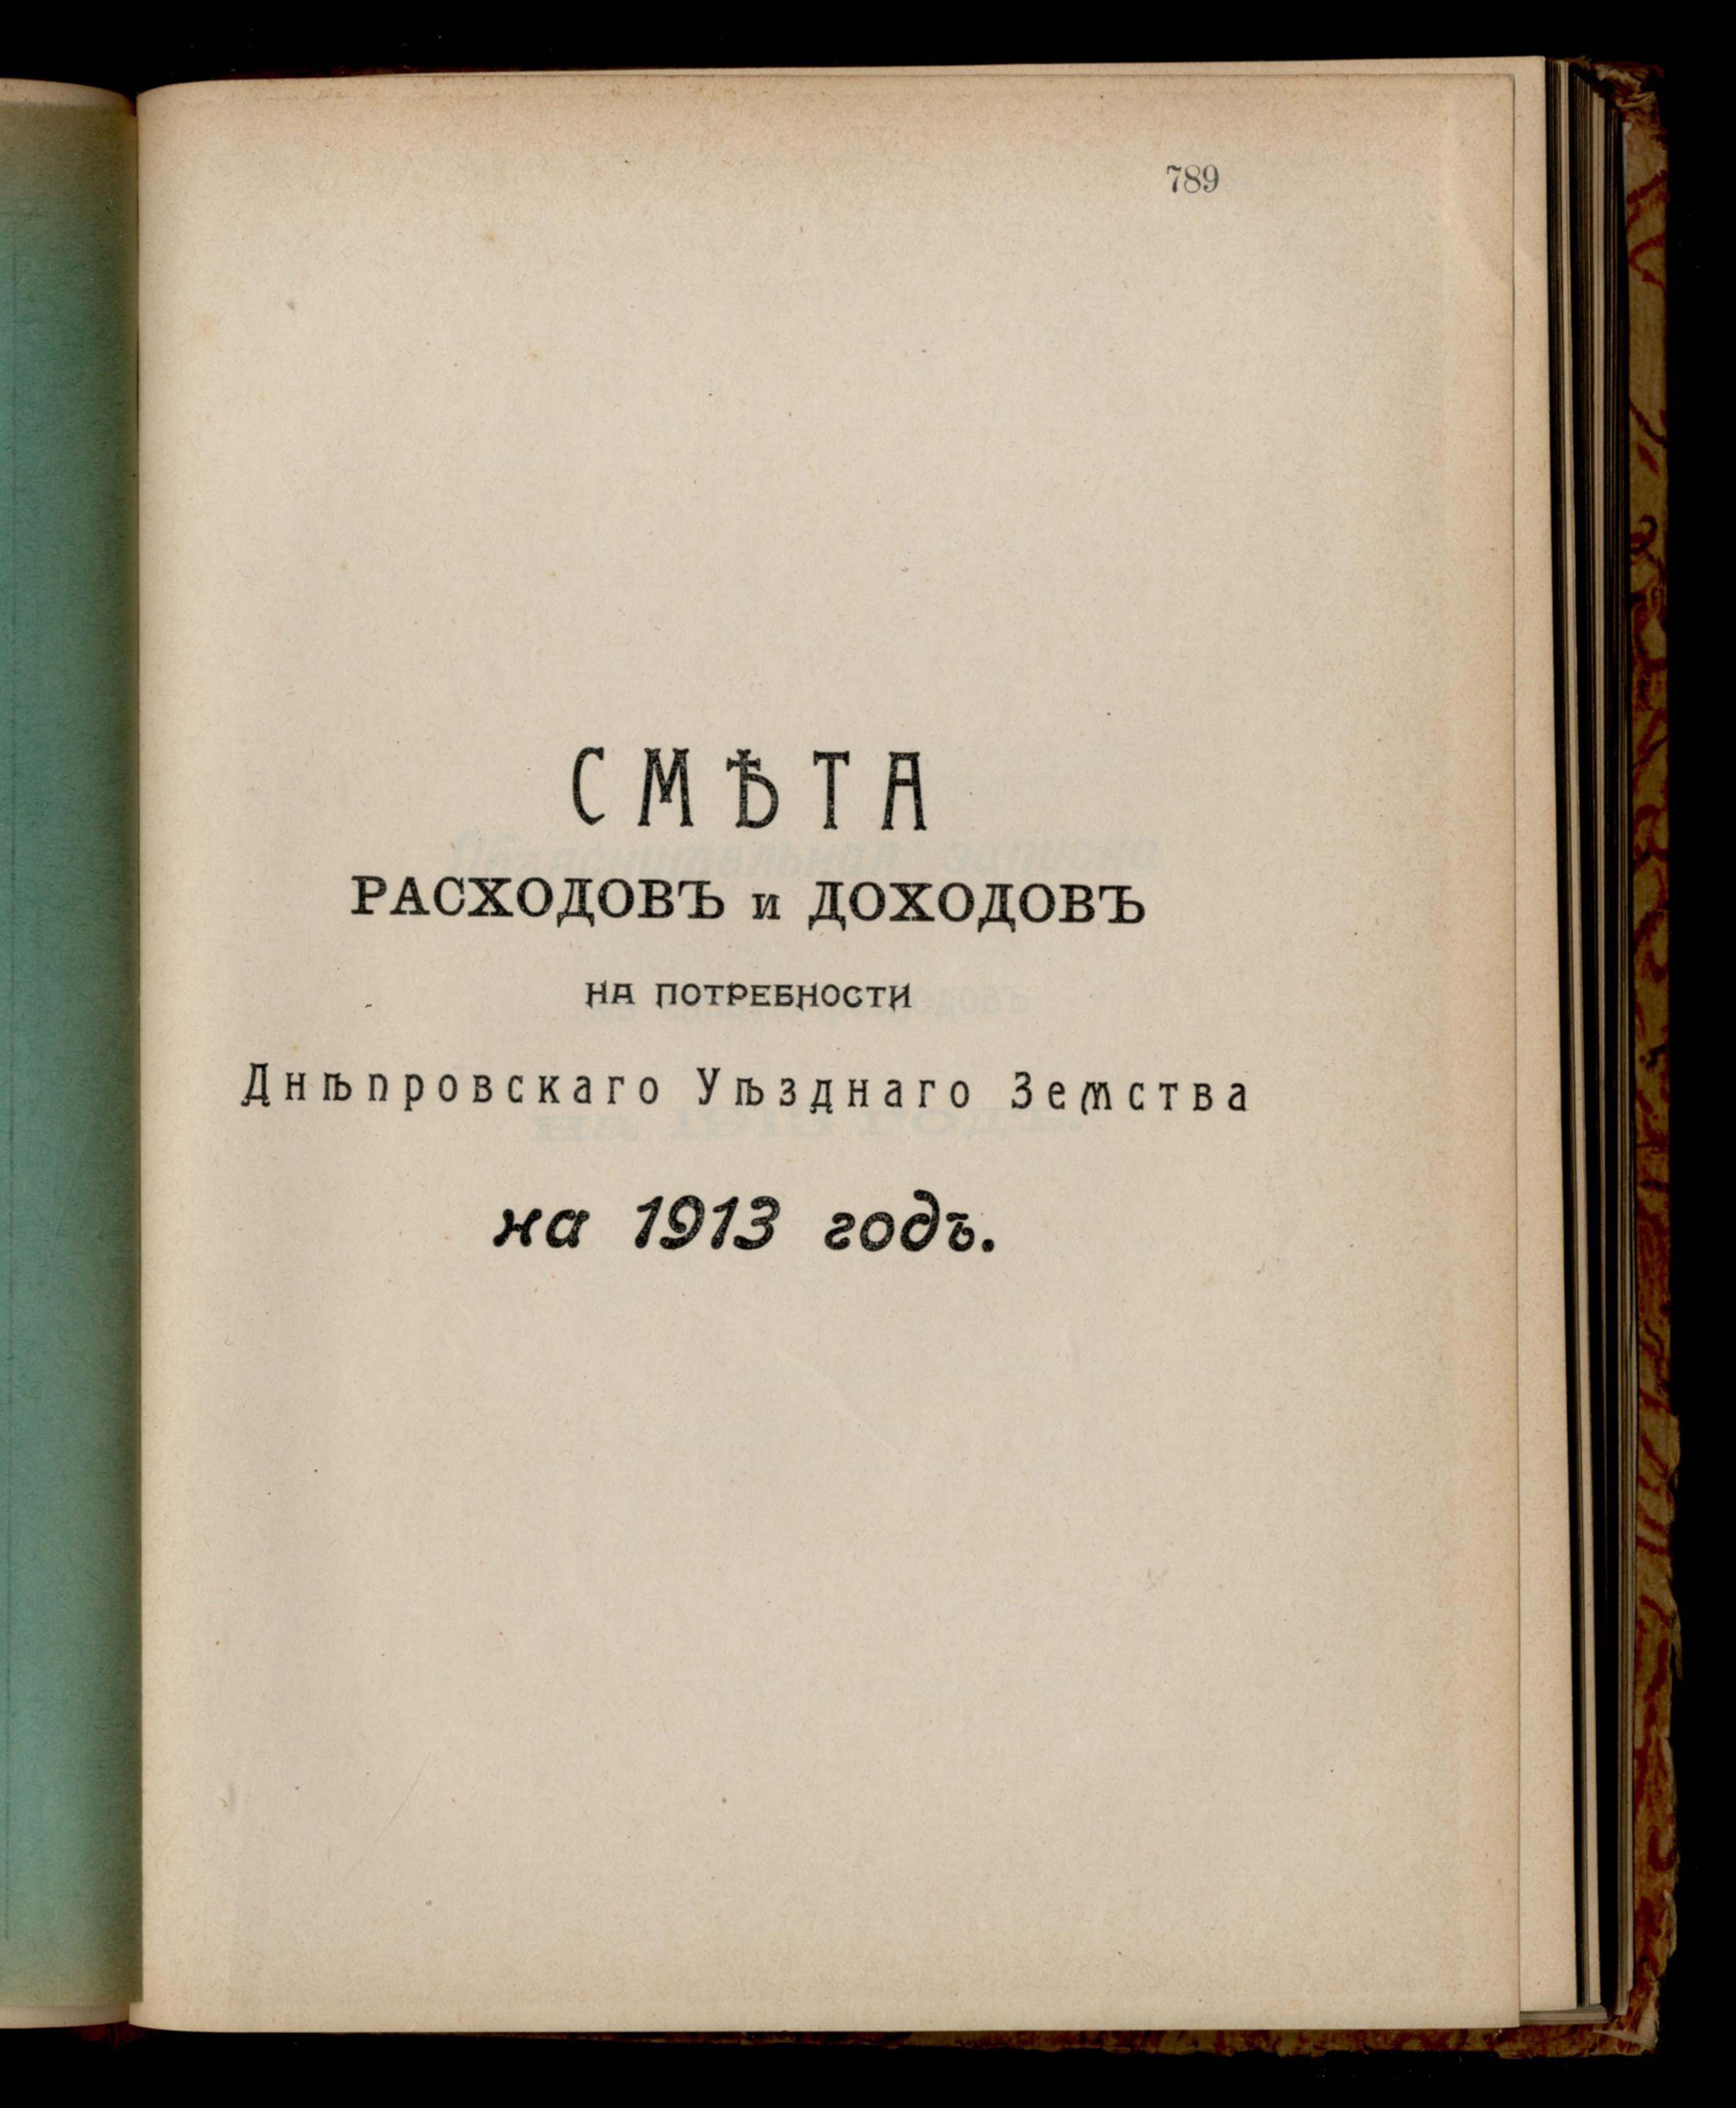 789
СМѢТА
РАСХОДОВЪ и ДОХОДОВЪ
НА ПОТРЕБНОСТИ
Днѣпровскаго Уѣзднаго Земства
на 1913 годъ.